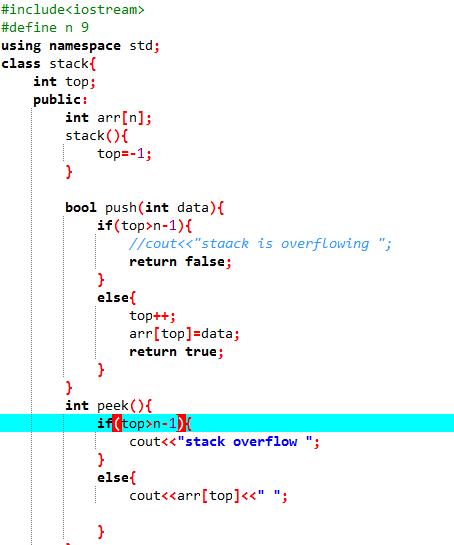 #include<iostream>
#define n 9
using namespace std;
class stack{
    int top;
    public:
        int arr[n];
        stack(){
            top=-1;
        }

        bool push(int data){
            if(top>n-1){
                //cout<<"staack is overflowing ";
                return false;
            }
            else{
                top++;
                arr[top]=data;
                return true;
            }
        }
        int peek(){
            if(top>n-1){
                cout<<"stack overflow ";
            }
            else{
                cout<<arr[top]<<" ";

            }